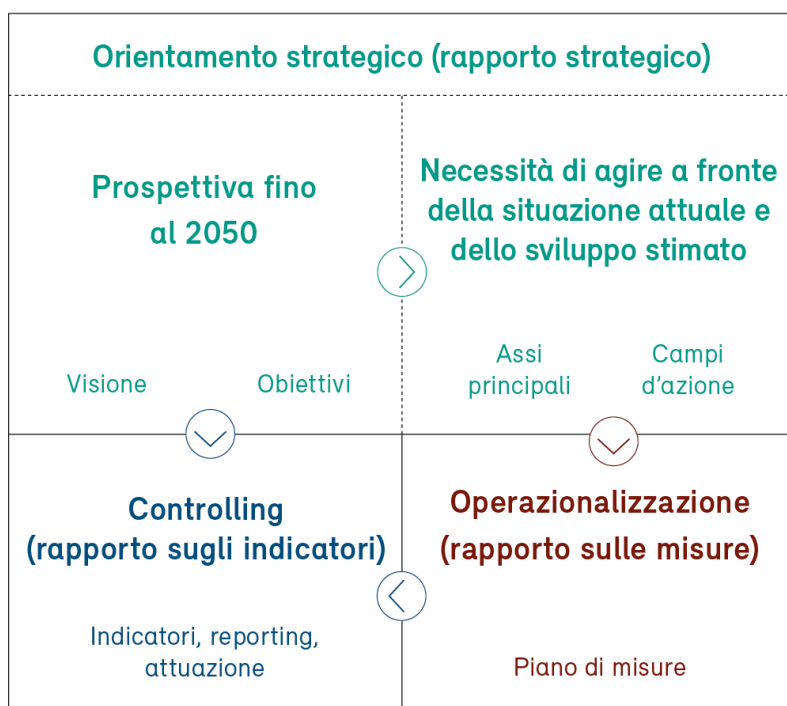 Orientamento strategico (rapporto strategico)
Prospettiva fino
al 2050
Visione
Obiettivi
Necessità di agire a fronte
della situazione attuale e
dello sviluppo stimato
Assi
principali
Campi
d'azione
Controlling
(rapporto sugli indicatori)
Indicatori, reporting,
attuazione
Operazionalizzazione
(rapporto sulle misure)
Piano di misure